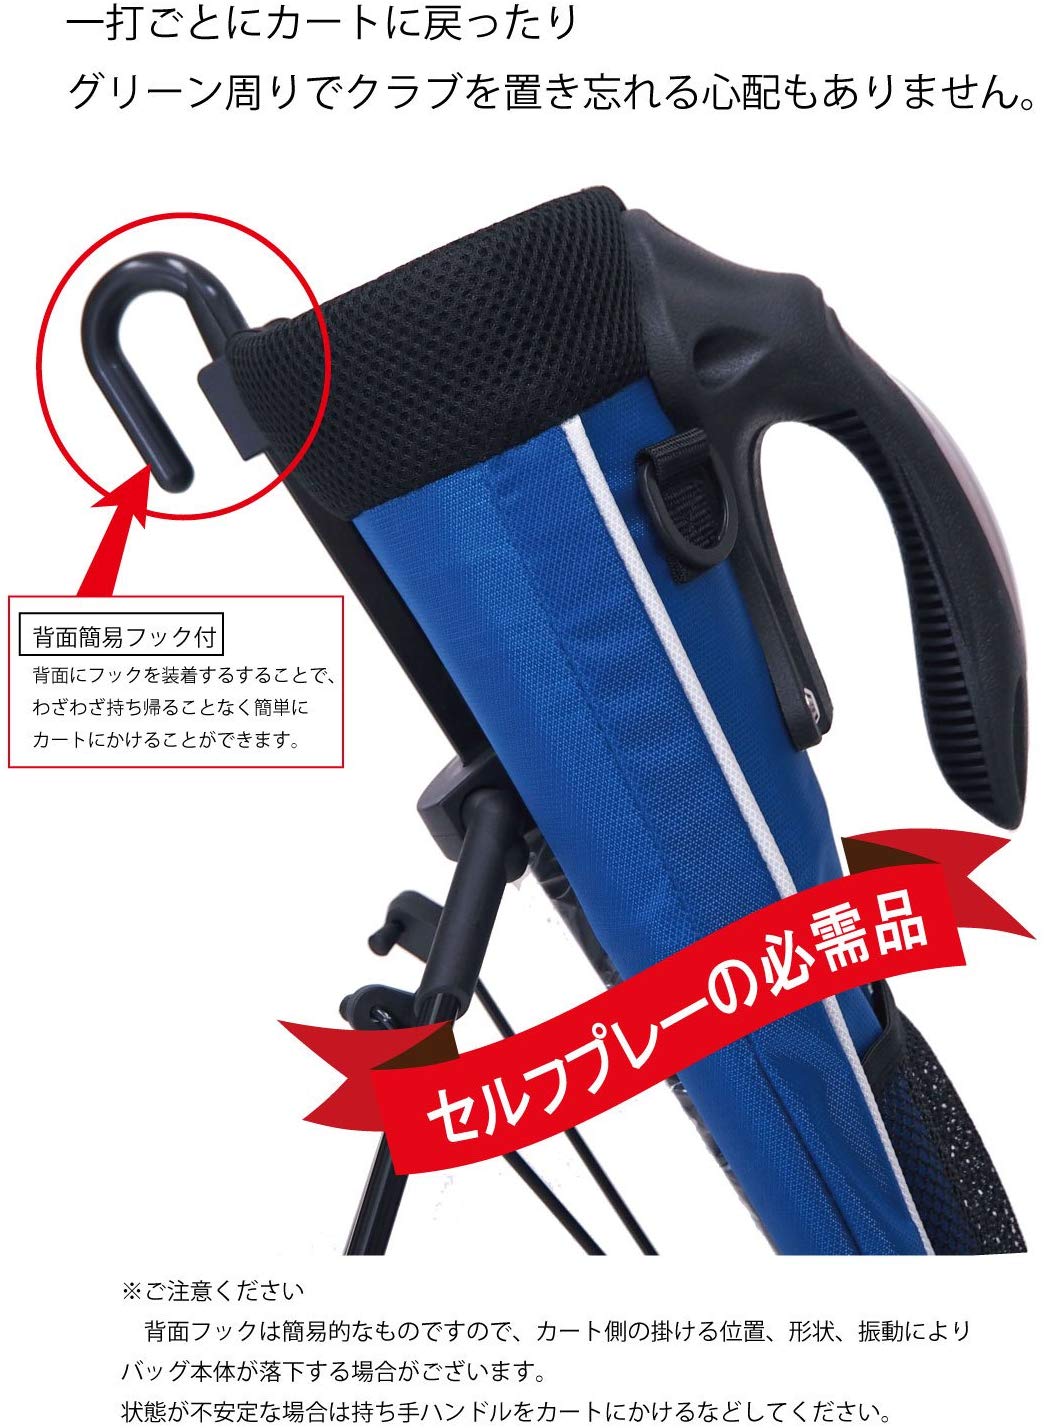 一打ごとにカートに戻ったり
グリーン周りでクラブを置き忘れる心配もありません。
背面簡易フック付
背面にフックを装着するすることで、
わざわざ持ち帰ることなく簡単に
カートにかけることができます。
セルフプレーの必需品
※ご注意ください
背面フックは簡易的なものですので、カート側の掛ける位置、形状、振動により
バッグ本体が落下する場合がございます。
状態が不安定な場合は持ち手ハンドルをカートにかけるなどしてください。